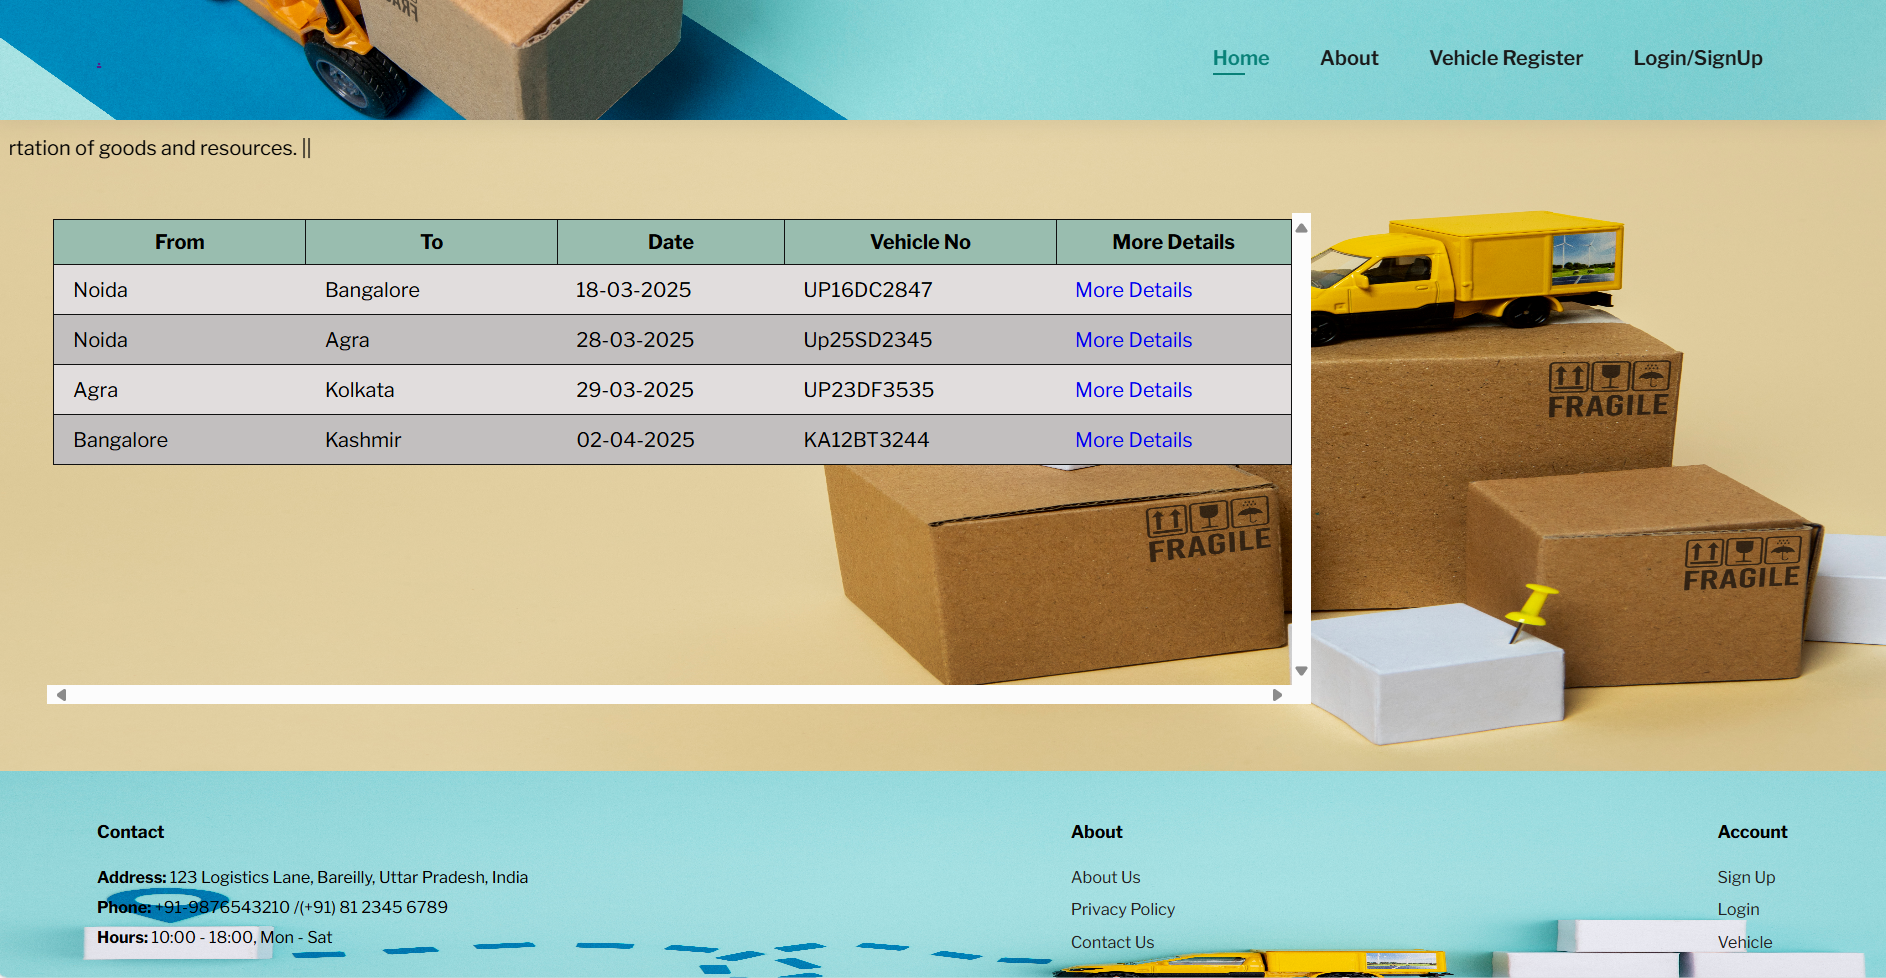 FRA
Home About Vehicle Register Login/SignUp
rtation of goods and resources. ||
From To Date Vehicle No More Details
Noida Bangalore 18-03-2025 UP16DC2847 More Details
Noida Agra 28-03-2025 Up25SD2345 More Details
Agra Kolkata 29-03-2025 UP23DF3535 More Details
Bangalore Kashmir 02-04-2025 KA12BT3244 More Details
FRAGILE
FRAGILE
FRAGILE
Contact About Account
Address: 123 Logistics Lane, Bareilly, Uttar Pradesh, India About Us Sign Up
Phone: +91-9876543210 /(+91) 81 2345 6789 Privacy Policy Login
Hours: 10:00 - 18:00, Mon - Sat Contact Us Vehicle